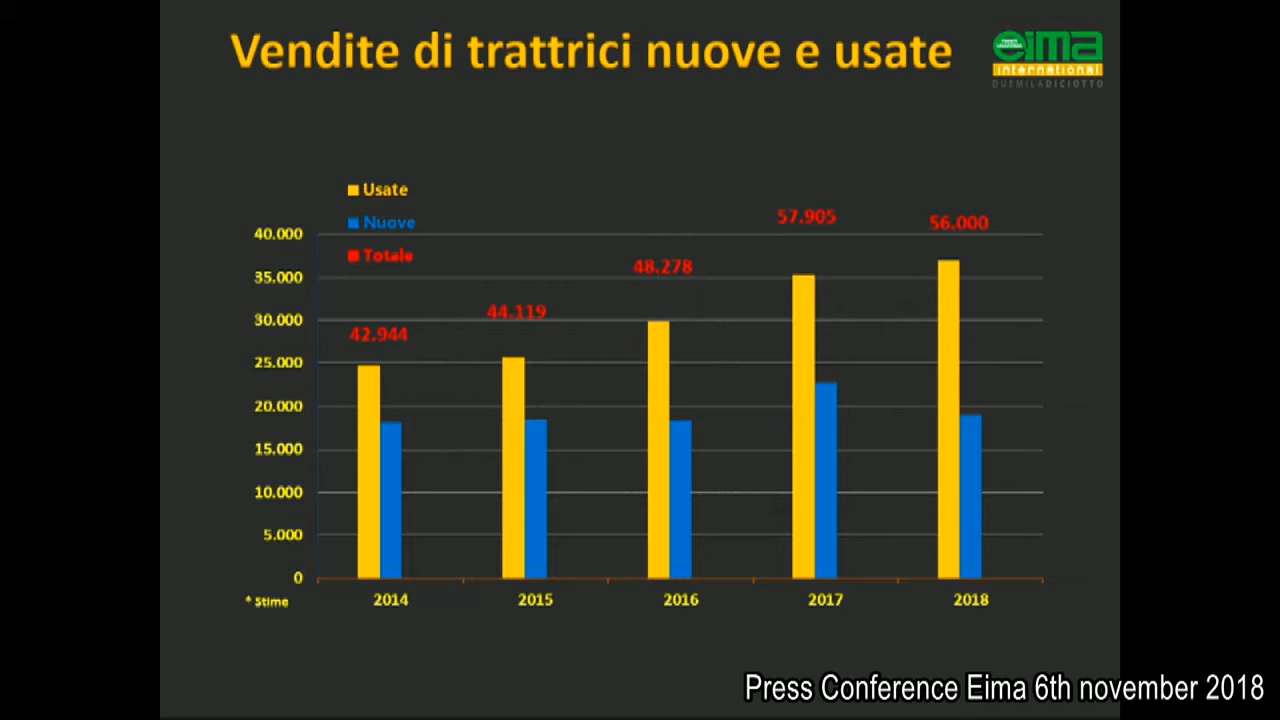 Vendite di trattrici nuove e usate
eima
international
DUEMILADICIOTTO
Usate
Nuove
Totale
40.000
35.000
30.000
25.000
20.000
15.000
10.000
5.000
0
42.944
44.119
48.278
57.905
56.000
* Stime
2014
2015
2016
2017
2018
Press Conference Eima 6th november 2018